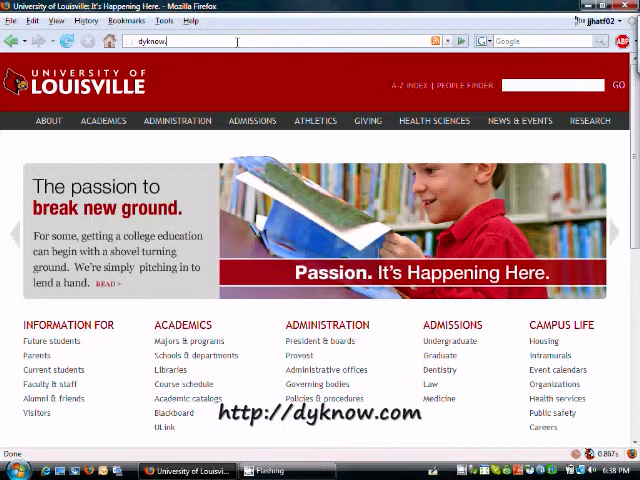 University of Louisville: It's Happening Here. - Mozilla Firefox
File Edit View History Bookmarks Tools Help
jjhatf02
dyknow.
Google
ABP
UNIVERSITY OF
LOUISVILLE
A-Z INDEX | PEOPLE FINDER
GO
ABOUT ACADEMICS ADMINISTRATION ADMISSIONS ATHLETICS GIVING HEALTH SCIENCES NEWS & EVENTS RESEARCH
The passion to
break new ground.
For some, getting a college education
can begin with a shovel turning
ground. We're simply pitching in to
lend a hand. READ
Passion. It's Happening Here.
INFORMATION FOR
Future students
Parents
Current students
Faculty & staff
Alumni & friends
Visitors
ACADEMICS
Majors & programs
Schools & departments
Libraries
Course schedule
Academic catalogs
Blackboard
ULink
ADMINISTRATION
President & boards
Provost
Administrative offices
Governing bodies
Policies & procedures
ADMISSIONS
Undergraduate
Graduate
Dentistry
Law
Medicine
CAMPUS LIFE
Housing
Intramurals
Event calendars
Organizations
Health services
Public safety
Careers
http://dyknow.com
Done
0.867s
University of Louisvi...
Flashing
6:38 PM